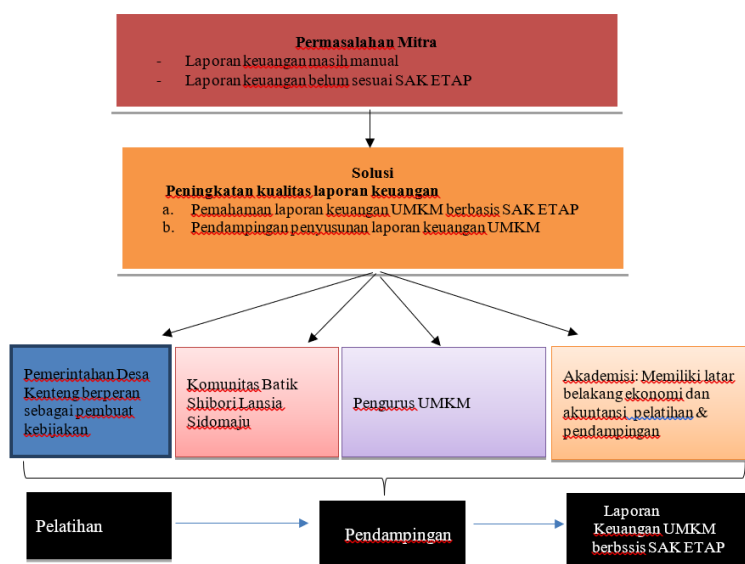 Permasalahan Mitra
- Laporan keuangan masih manual
- Laporan keuangan belum sesuai SAK ETAP
Solusi
Peningkatan kualitas laporan keuangan
a. Pemahaman laporan keuangan UMKM berbasis SAK ETAP
b. Pendampingan penyusunan laporan keuangan UMKM
Pemerintahan Desa
Kenteng berperan
sebagai pembuat
kebijakan
Komunitas Batik
Shibori Lansia
Sidomaju
Pengurus UMKM
Akademisi: Memiliki latar
belakang ekonomi dan
akuntansi pelatihan &
pendampingan
Pelatihan
Pendampingan
Laporan
Keuangan UMKM
berbssis SAK ETAP